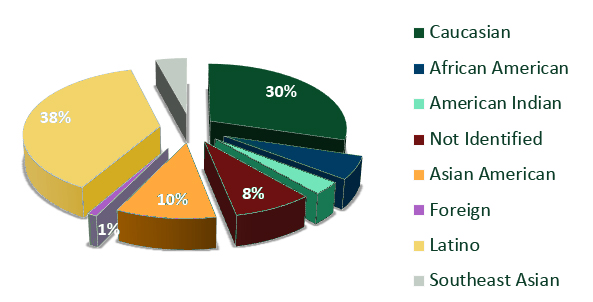 30%
38%
8%
10%
1%
Caucasian
African American
American Indian
Not Identified
Asian American
Foreign
Latino
Southeast Asian